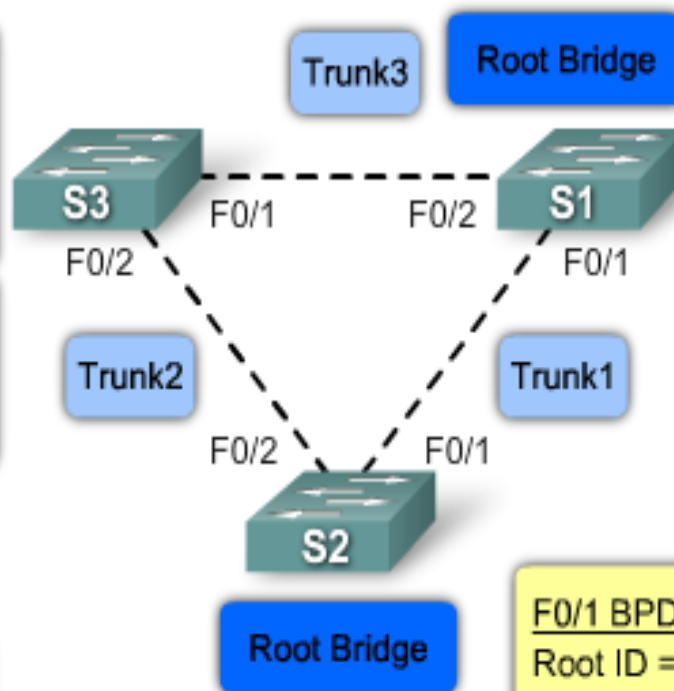 Trunk3
Root Bridge
S3
S1
F0/1
F0/2
F0/2
F0/1
Trunk2
Trunk1
F0/2
F0/1
S2
Root Bridge
F0/1
Root ID =